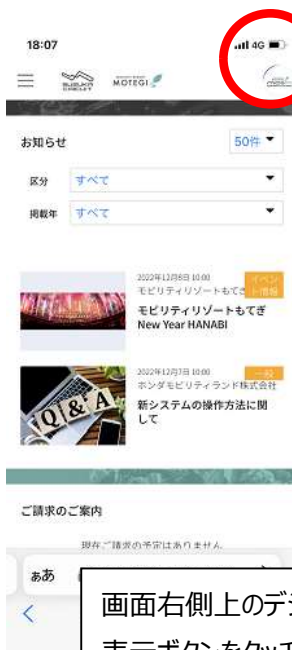 18:07
4G
SUZUKA
CIRCUIT
MOTEGI
お知らせ
50件
区分 すべて
掲載年 すべて
2022年12月8日 10:00
イベン
ト情報
モビリティリゾートもてぎ
モビリティリゾートもてぎ
New Year HANABI
2022年12月7日 10:00
一般
ホンダモビリティランド株式会社
新システムの操作方法に関
して
Q & A
ご請求のご案内
現在ご請求の予定はありません
ぁあ
画面右側上のデジ
表示ボタンをタッチ